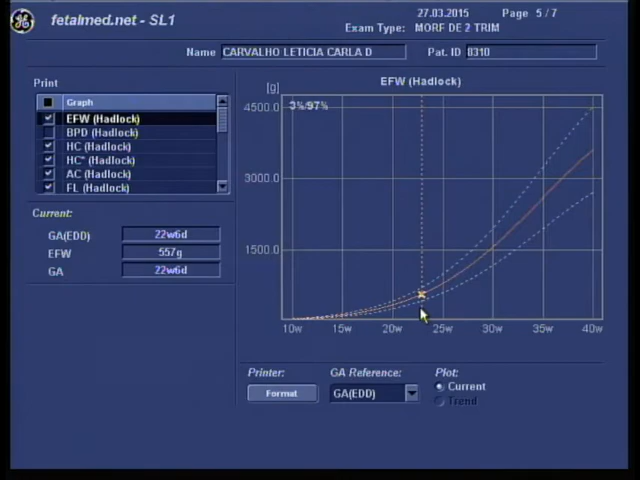 fetalmed.net - SL1
27.03.2015 Page 5 / 7
Exam Type: MORF DE 2 TRIM
Name CARVALHO LETICIA CARLA D Pat. ID 0310
Print
Graph
EFW (Hadlock)
BPD (Hadlock)
HC (Hadlock)
HC* (Hadlock)
AC (Hadlock)
FL (Hadlock)
Current:
GA(EDD) 22w6d
EFW 557g
GA 22w6d
EFW (Hadlock)
[g]
4500.0
3%/97%
3000.0
1500.0
10w 15w 20w 25w 30w 35w 40w
Printer: GA Reference: Plot:
Format GA(EDD) Current
Trend